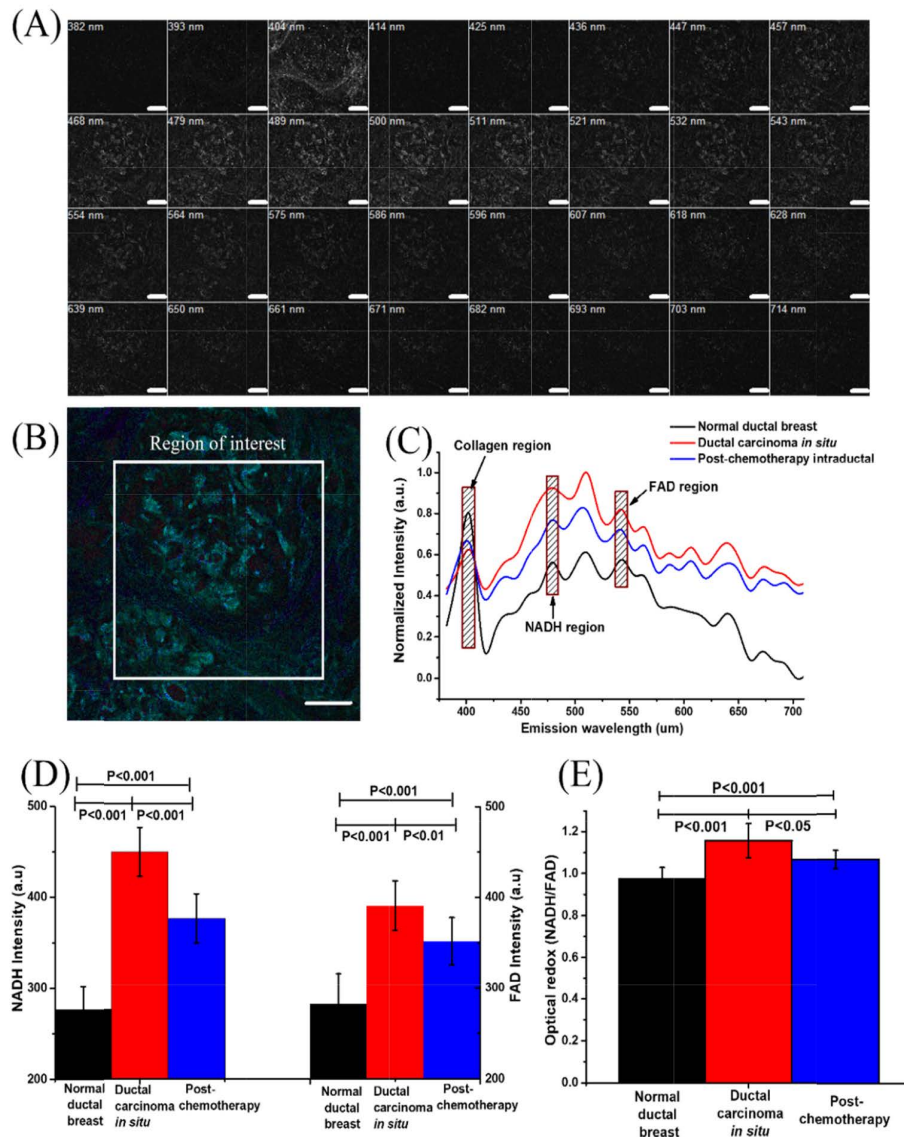 (A)
382 nm 393 nm 404 nm 414 nm 425 nm 436 nm 447 nm 457 nm
468 nm 479 nm 489 nm 500 nm 511 nm 521 nm 532 nm 543 nm
554 nm 564 nm 575 nm 586 nm 596 nm 607 nm 618 nm 628 nm
639 nm 650 nm 661 nm 671 nm 682 nm 693 nm 703 nm 714 nm
(B)
Region of interest
(C)
Normal ductal breast
Ductal carcinoma in situ
Post-chemotherapy intraductal
Collagen region
FAD region
NADH region
Normalized Intensity (a.u.)
1.0
0.8
0.6
0.4
0.2
0.0
400 450 500 550 600 650 700
Emission wavelength (um)
(D)
P<0.001
P<0.001 P<0.001
NADH Intensity (a.u)
500
400
300
200
Normal ductal breast
Ductal carcinoma in situ
Post-chemotherapy
P<0.001
P<0.001 P<0.01
FAD Intensity (a.u)
500
400
300
200
Normal ductal breast
Ductal carcinoma in situ
Post-chemotherapy
(E)
P<0.001
P<0.001 P<0.05
Optical redox (NADH/FAD)
1.2
1.0
0.8
0.6
0.4
0.2
0.0
Normal ductal breast
Ductal carcinoma in situ
Post-chemotherapy